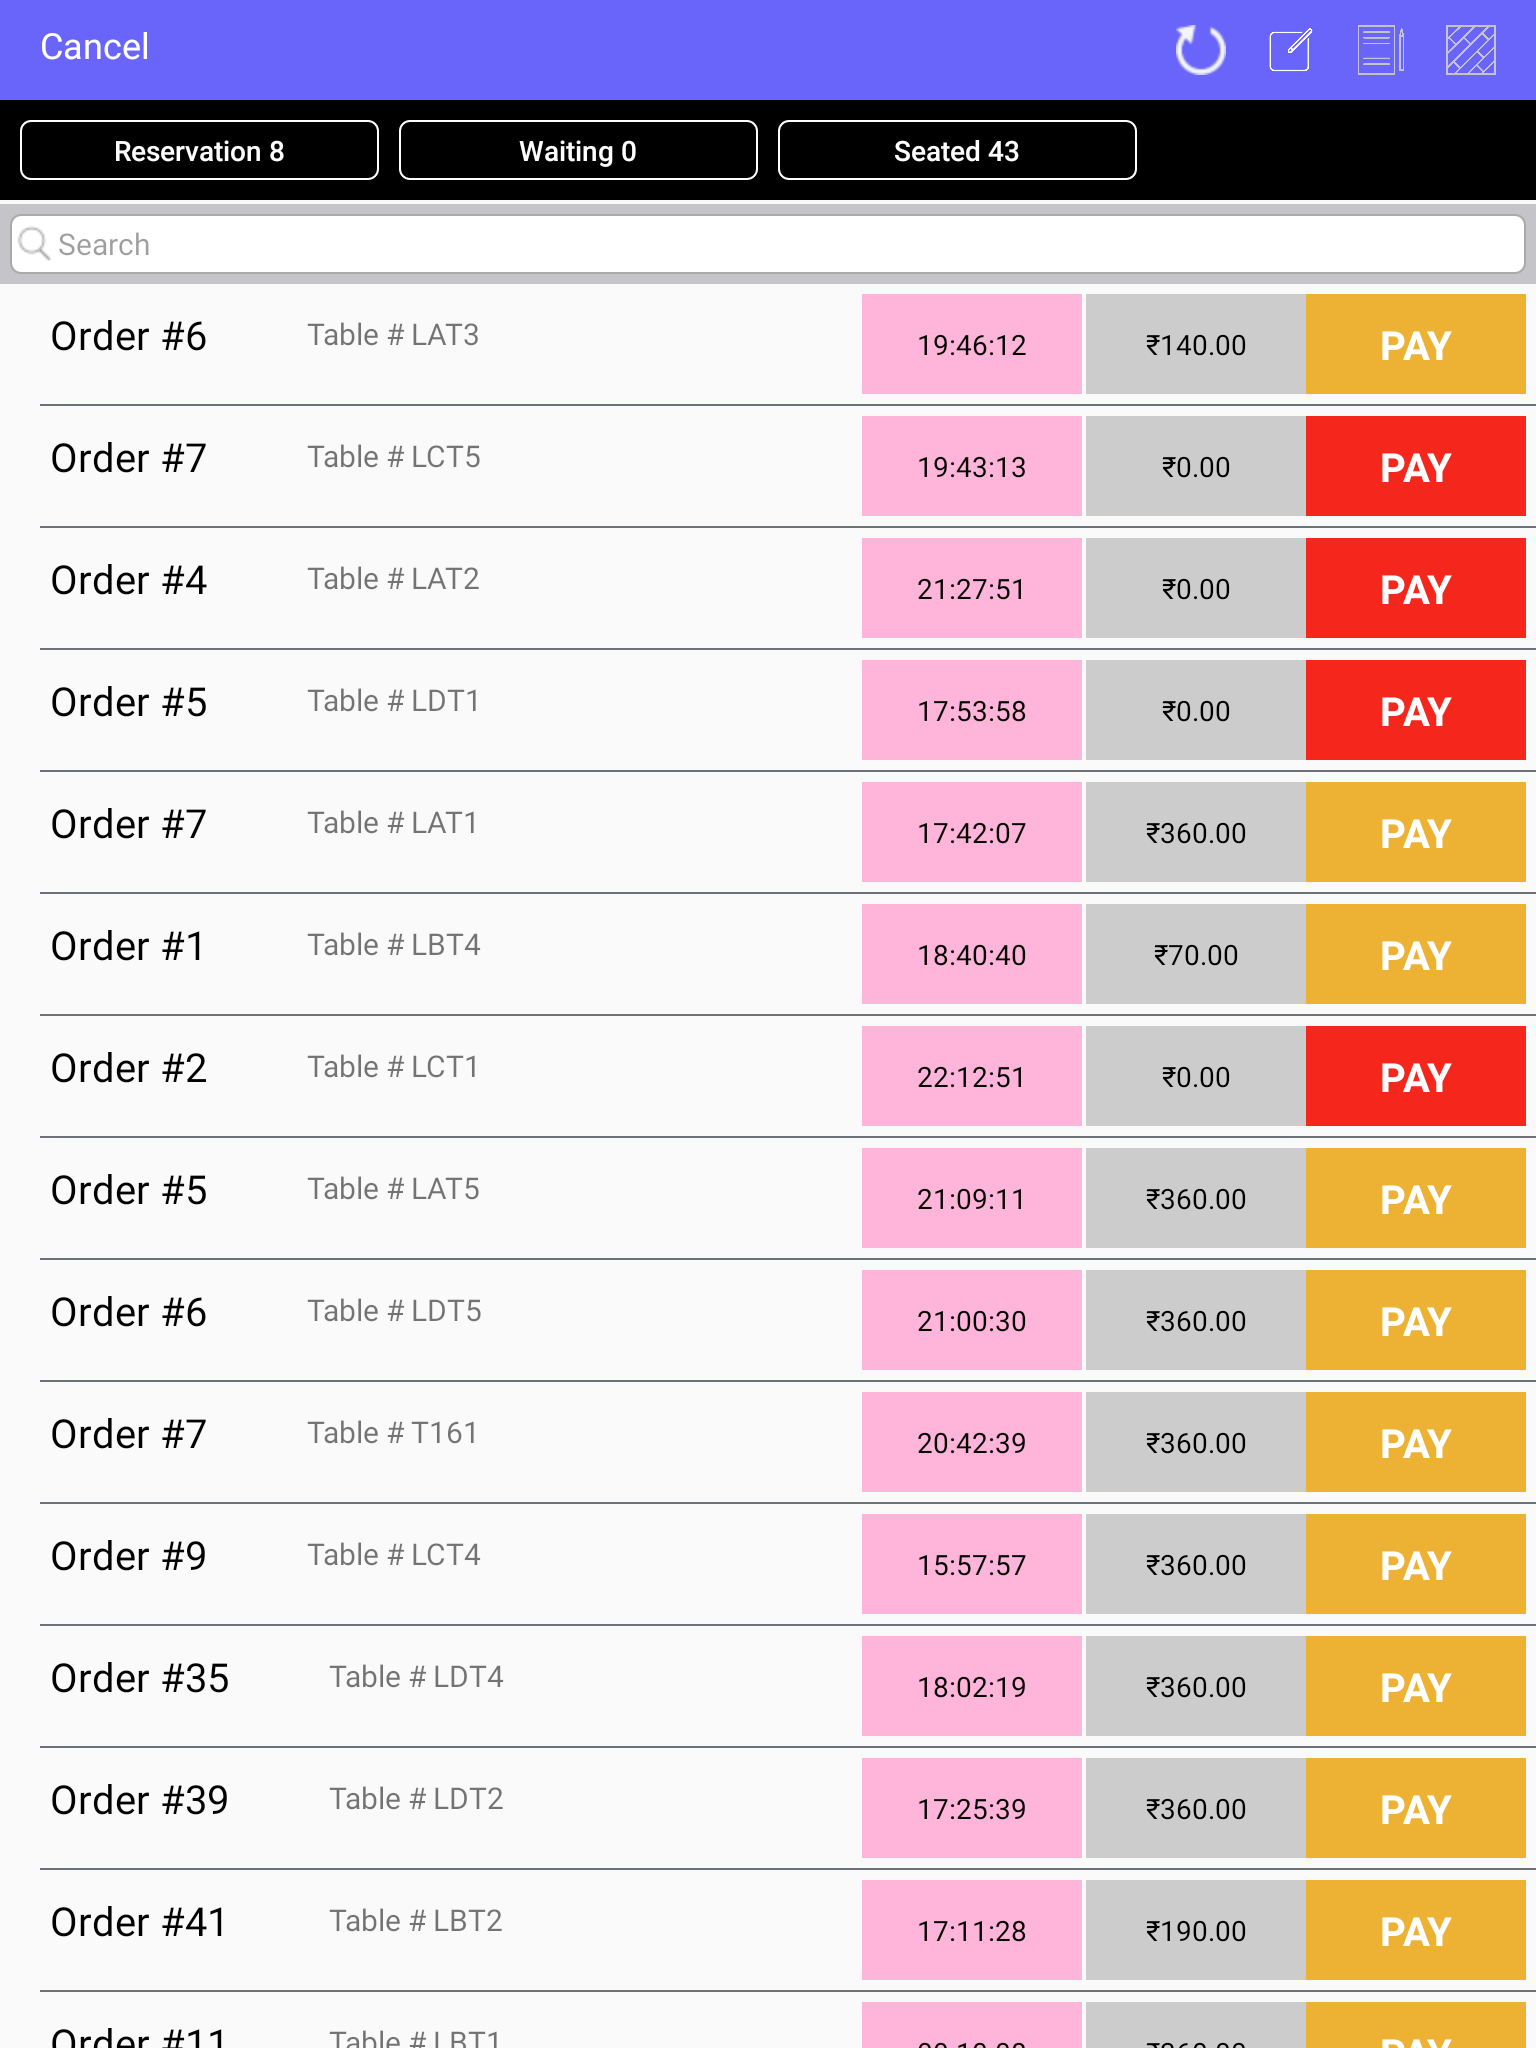 Cancel
Reservation 8 Waiting 0 Seated 43
Search
Order #6 Table # LAT3 19:46:12 ₹140.00 PAY
Order #7 Table # LCT5 19:43:13 ₹0.00 PAY
Order #4 Table # LAT2 21:27:51 ₹0.00 PAY
Order #5 Table # LDT1 17:53:58 ₹0.00 PAY
Order #7 Table # LAT1 17:42:07 ₹360.00 PAY
Order #1 Table # LBT4 18:40:40 ₹70.00 PAY
Order #2 Table # LCT1 22:12:51 ₹0.00 PAY
Order #5 Table # LAT5 21:09:11 ₹360.00 PAY
Order #6 Table # LDT5 21:00:30 ₹360.00 PAY
Order #7 Table # T161 20:42:39 ₹360.00 PAY
Order #9 Table # LCT4 15:57:57 ₹360.00 PAY
Order #35 Table # LDT4 18:02:19 ₹360.00 PAY
Order #39 Table # LDT2 17:25:39 ₹360.00 PAY
Order #41 Table # LBT2 17:11:28 ₹190.00 PAY
Order #11 Table # LBT1 PAY